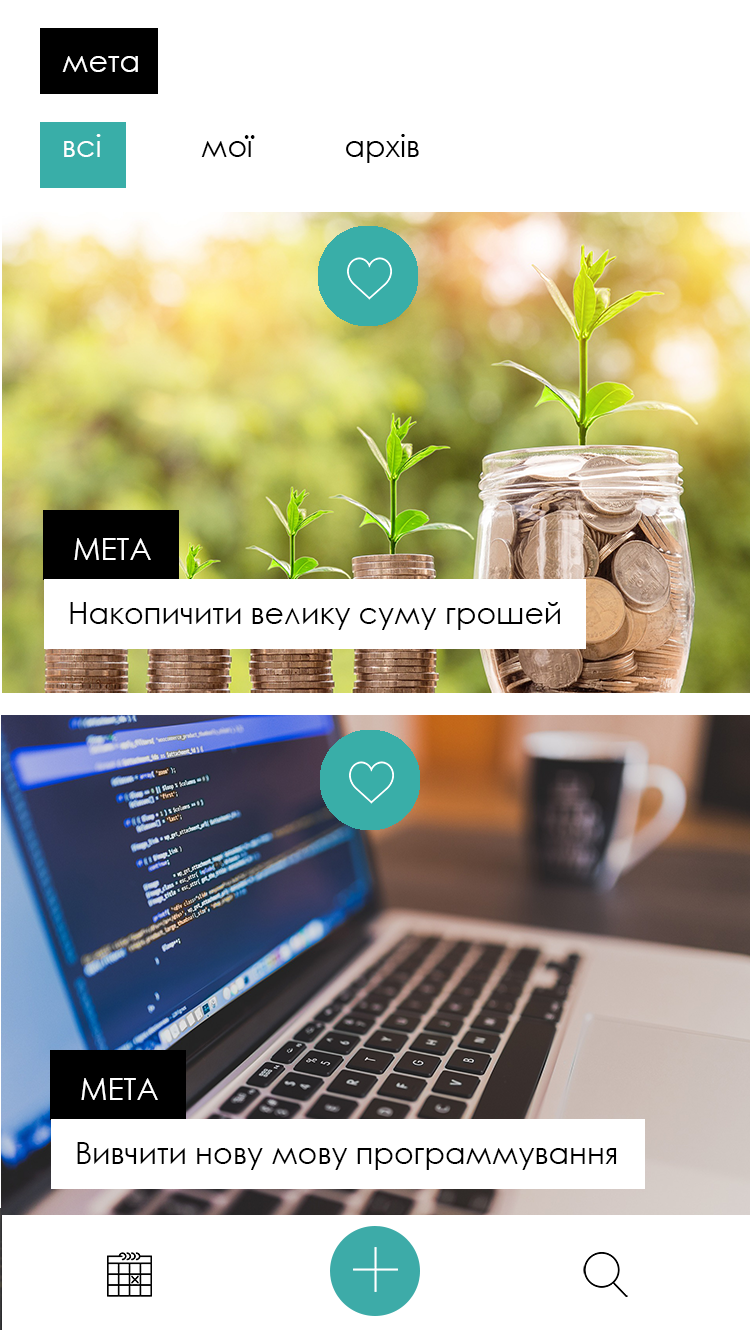 мета
всі мої архів
МЕТА
Накопичити велику суму грошей
МЕТА
Вивчити нову мову программування